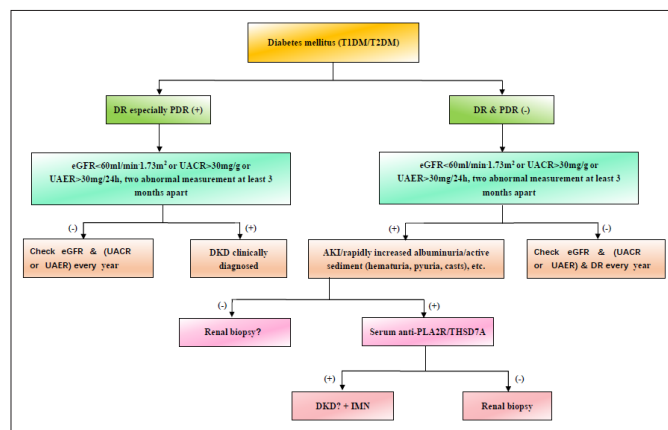 Diabetes mellitus (T1DM/T2DM)
DR especially PDR (+)
DR & PDR (-)
eGFR<60ml/min·1.73m² or UACR>30mg/g or
UAER>30mg/24h, two abnormal measurement at least 3
months apart
eGFR<60ml/min·1.73m² or UACR>30mg/g or
UAER>30mg/24h, two abnormal measurement at least 3
months apart
(-)
(+)
(+)
(-)
Check eGFR & (UACR
or UAER) every year
DKD clinically
diagnosed
AKI/rapidly increased albuminuria/active
sediment (hematuria, pyuria, casts), etc.
Check eGFR & (UACR
or UAER) & DR every year
(-)
(+)
Renal biopsy?
Serum anti-PLA2R/THSD7A
(+)
(-)
DKD? + IMN
Renal biopsy